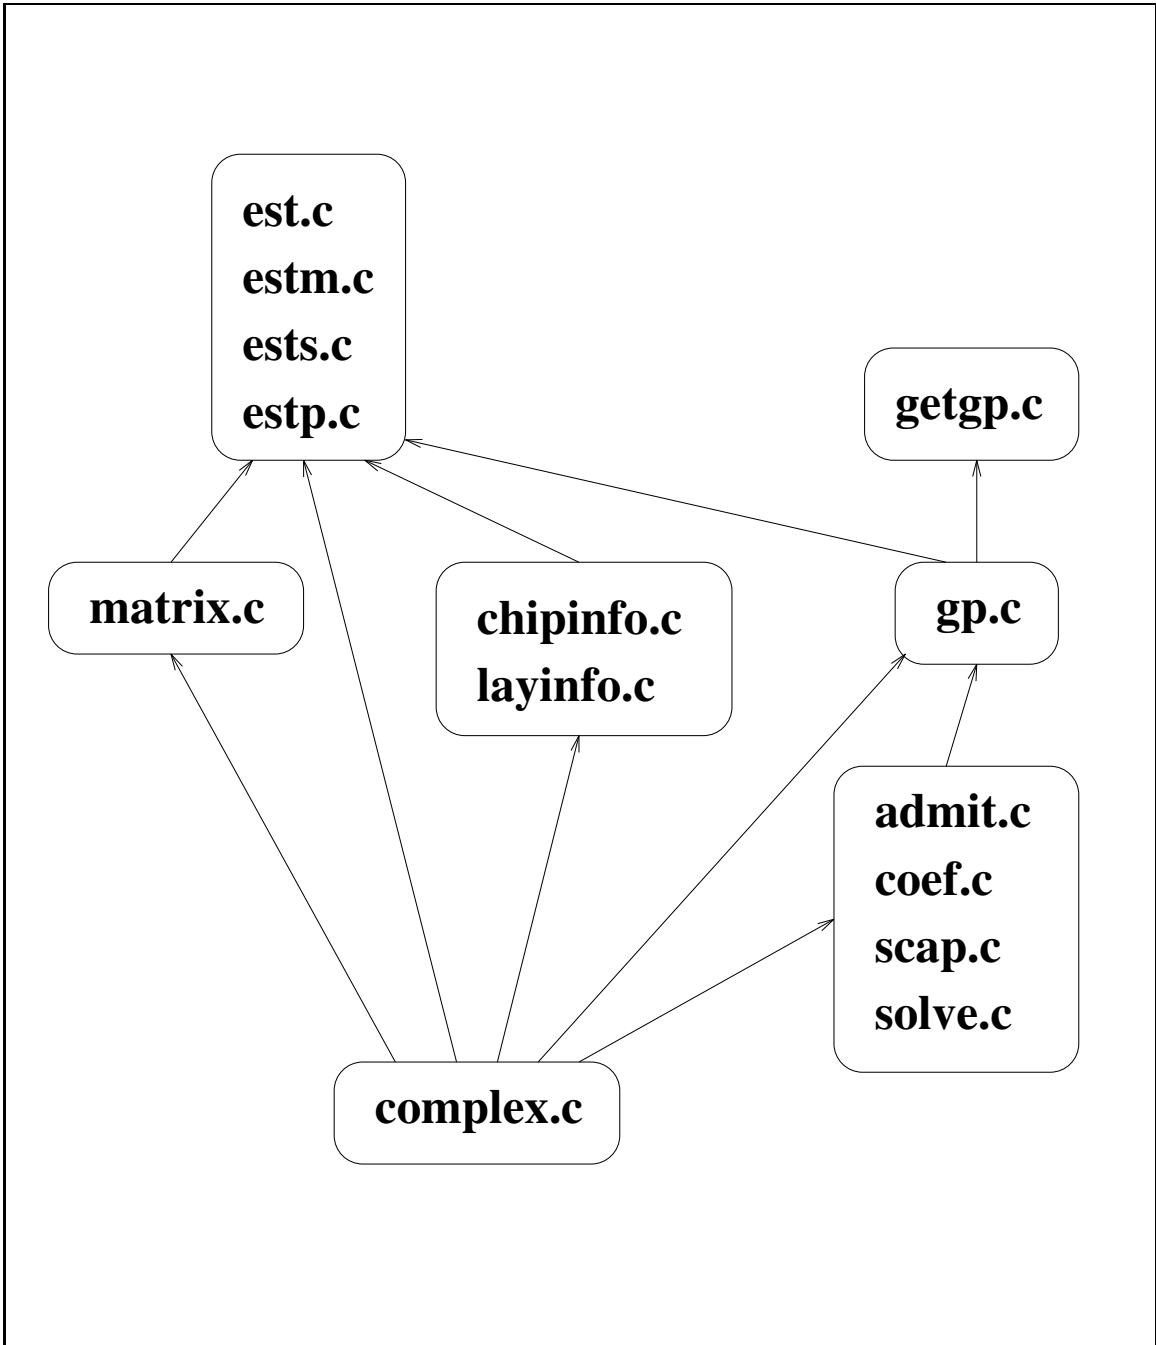 est.c
estm.c
ests.c
estp.c
getgp.c
matrix.c
chipinfo.c
layinfo.c
gp.c
admit.c
coef.c
scap.c
solve.c
complex.c